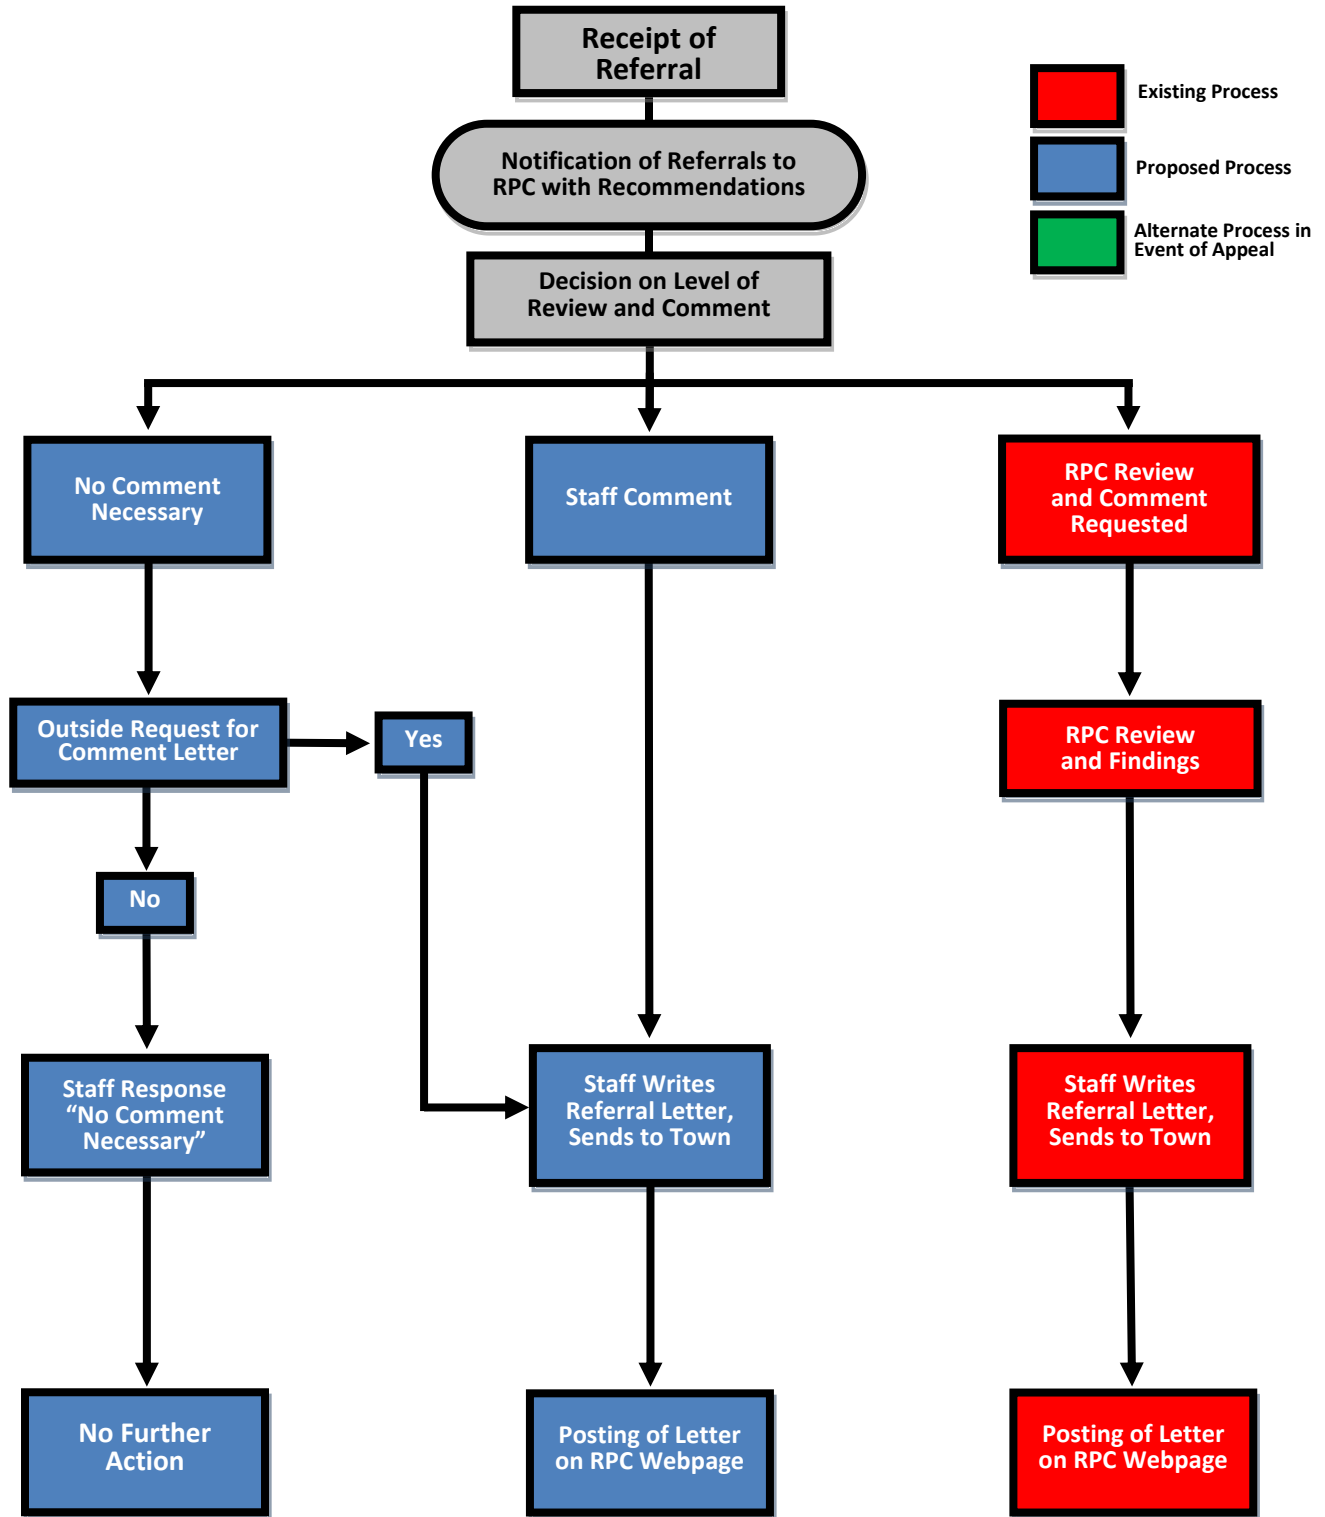 Receipt of
Referral
Existing Process
Notification of Referrals to
RPC with Recommendations
Proposed Process
Alternate Process in
Event of Appeal
Decision on Level of
Review and Comment
No Comment
Necessary
Staff Comment
RPC Review
and Comment
Requested
Outside Request for
Comment Letter
Yes
RPC Review
and Findings
No
Staff Response
“No Comment
Necessary”
Staff Writes
Referral Letter,
Sends to Town
Staff Writes
Referral Letter,
Sends to Town
No Further
Action
Posting of Letter
on RPC Webpage
Posting of Letter
on RPC Webpage